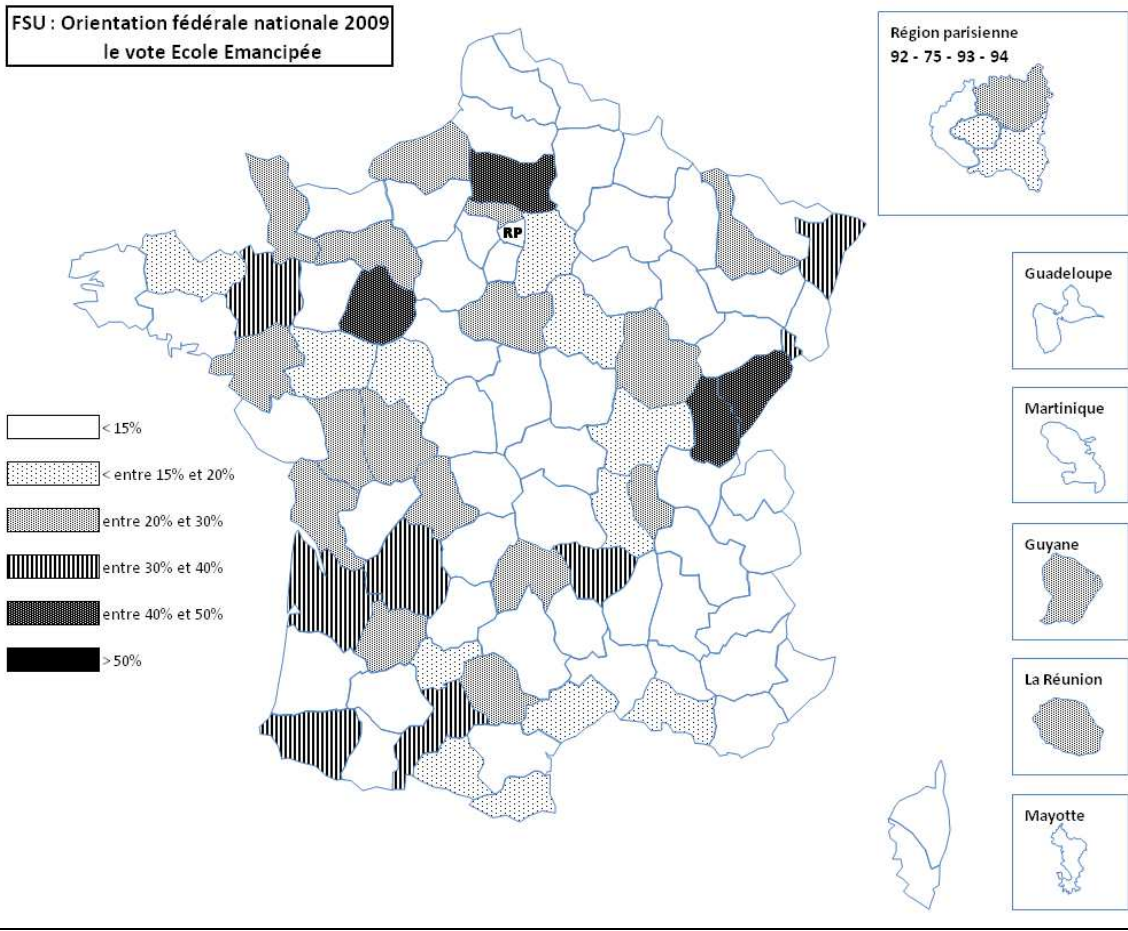 FSU : Orientation fédérale nationale 2009
le vote Ecole Emancipée
Région parisienne
92 - 75 - 93 - 94
RP
Guadeloupe
Martinique
Guyane
La Réunion
Mayotte
< 15%
< entre 15% et 20%
entre 20% et 30%
entre 30% et 40%
entre 40% et 50%
> 50%